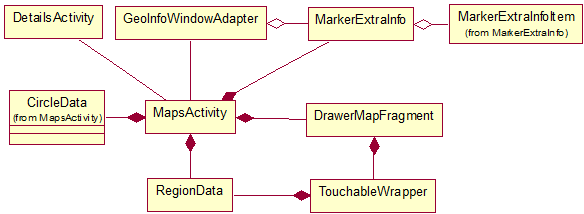 DetailsActivity
GeoInfoWindowAdapter
MarkerExtraInfo
MarkerExtraInfoItem
(from MarkerExtraInfo)
CircleData
(from MapsActivity)
MapsActivity
DrawerMapFragment
RegionData
TouchableWrapper